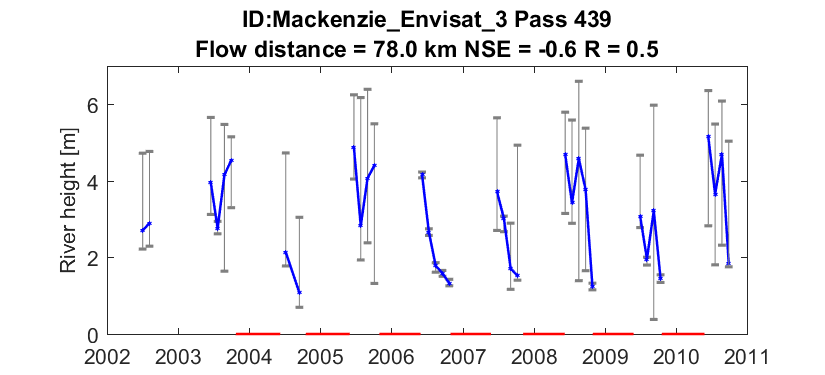 ID:Mackenzie_Envisat_3 Pass 439
Flow distance = 78.0 km NSE = -0.6 R = 0.5
River height [m]
6
4
2
0
2002 2003 2004 2005 2006 2007 2008 2009 2010 2011